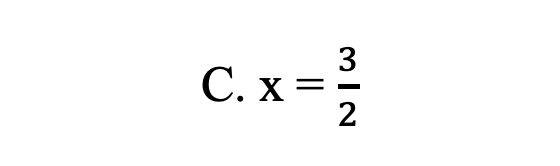 C. x = 3/2